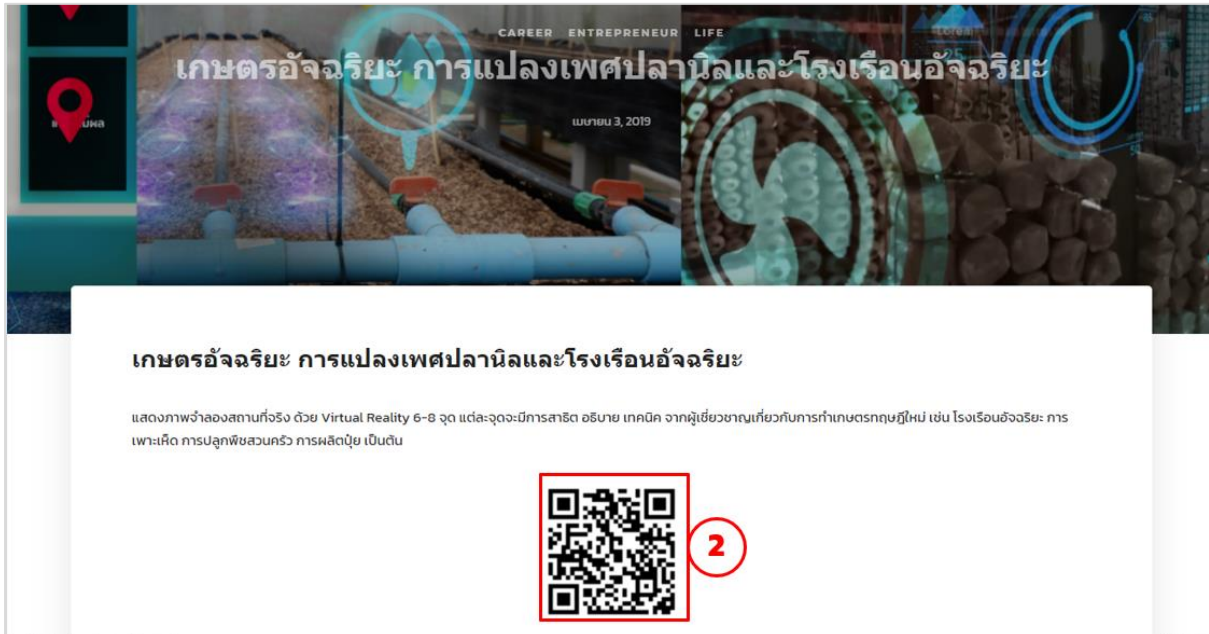 CAREER ENTREPRENEUR LIFE
เกษตรอัจฉริยะ การแปลงเพศปลานิลและโรงเรือนอัจฉริยะ
เมษายน 3, 2019
เกษตรอัจฉริยะ การแปลงเพศปลานิลและโรงเรือนอัจฉริยะ
แสดงภาพจำลองสถานที่จริง ด้วย Virtual Reality 6-8 จุด แต่ละจุดจะมีการสาธิต อธิบาย เทคนิค จากผู้เชี่ยวชาญเกี่ยวกับการทำเกษตรทฤษฎีใหม่ เช่น โรงเรือนอัจฉริยะ การ
เพาะเห็ด การปลูกพืชสวนครัว การผลิตปุ๋ย เป็นต้น
2